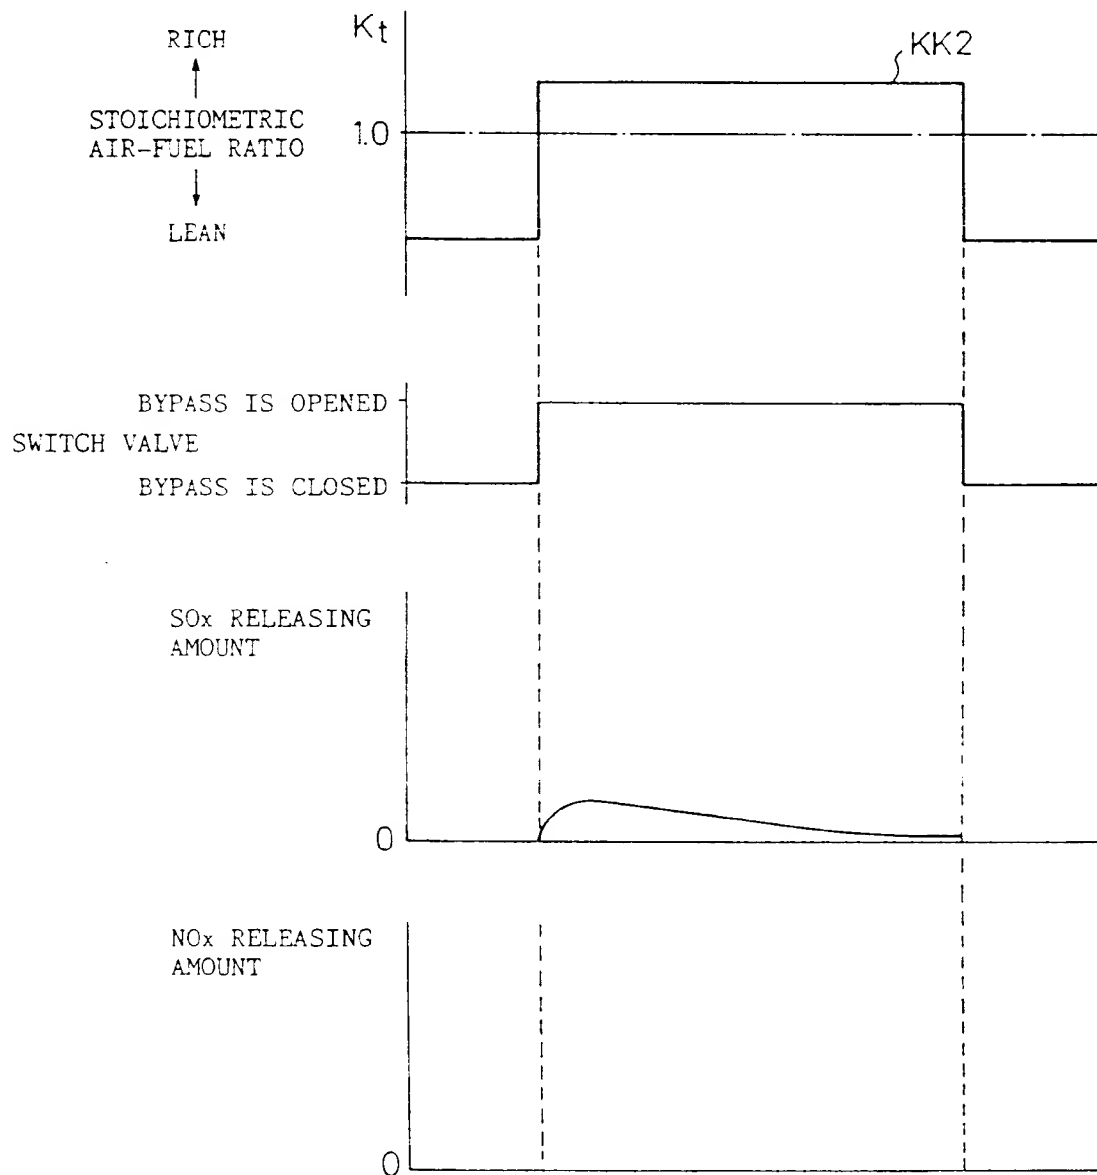 RICH
STOICHIOMETRIC
AIR-FUEL RATIO
LEAN
Kt
1.0
KK2
BYPASS IS OPENED
SWITCH VALVE
BYPASS IS CLOSED
SOx RELEASING
AMOUNT
0
NOx RELEASING
AMOUNT
0